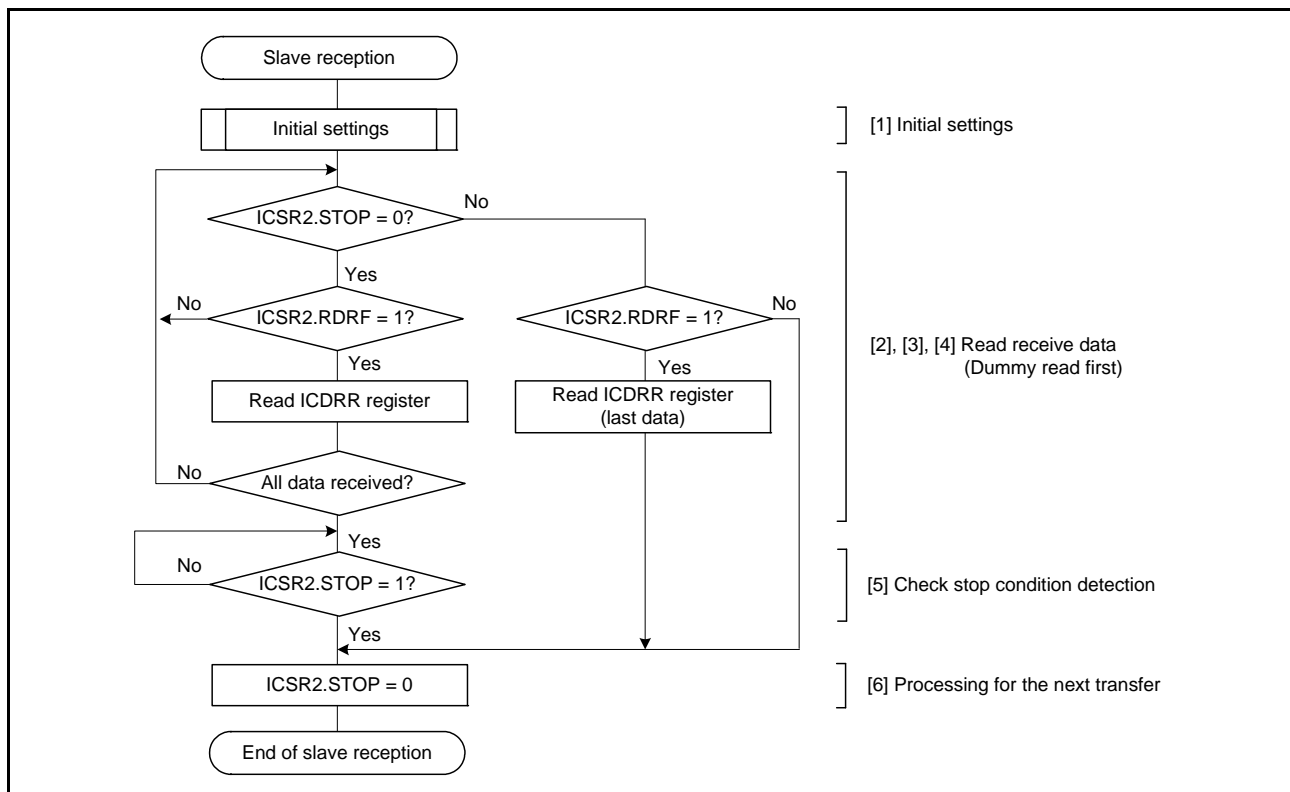 Slave reception
Initial settings
[1] Initial settings
ICSR2.STOP = 0?
No
Yes
No
ICSR2.RDRF = 1?
ICSR2.RDRF = 1?
No
Yes
Yes
Read ICDRR register
Read ICDRR register
(last data)
[2], [3], [4] Read receive data
(Dummy read first)
No
All data received?
Yes
No
ICSR2.STOP = 1?
[5] Check stop condition detection
Yes
ICSR2.STOP = 0
[6] Processing for the next transfer
End of slave reception